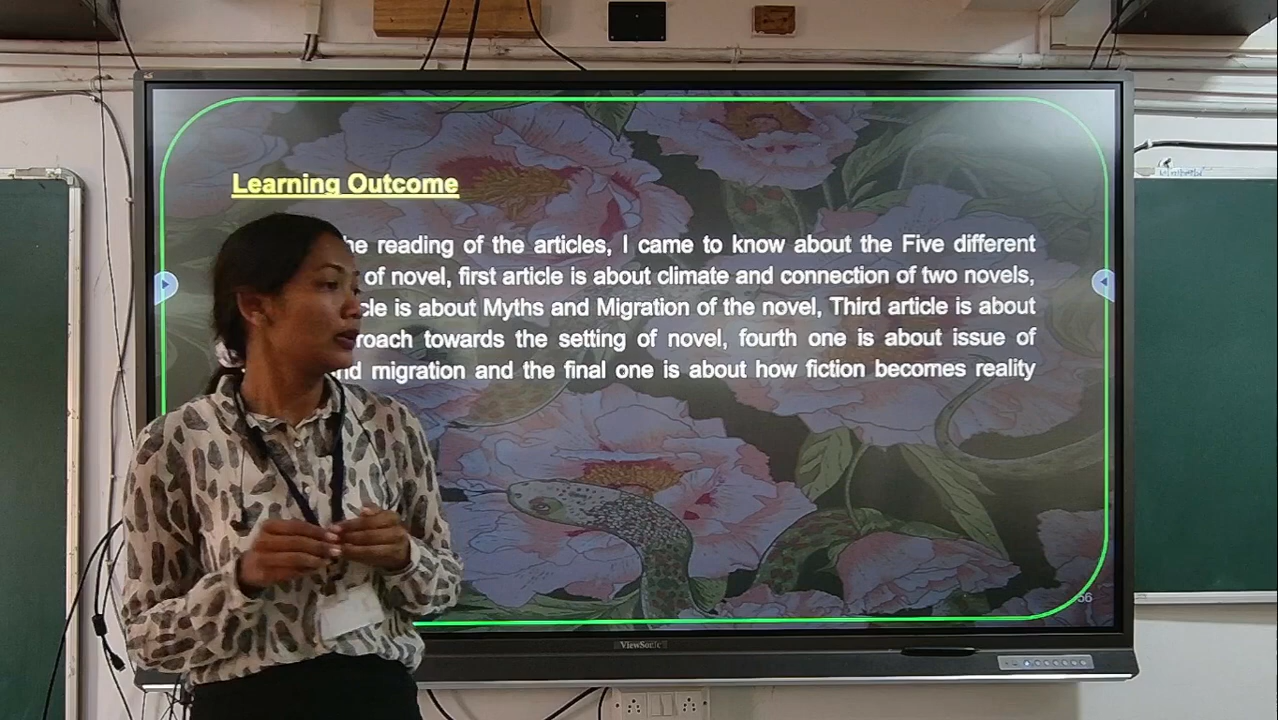 Learning Outcome
he reading of the articles, I came to know about the Five different
of novel, first article is about climate and connection of two novels,
cle is about Myths and Migration of the novel, Third article is about
roach towards the setting of novel, fourth one is about issue of
nd migration and the final one is about how fiction becomes reality
56
ViewSonic